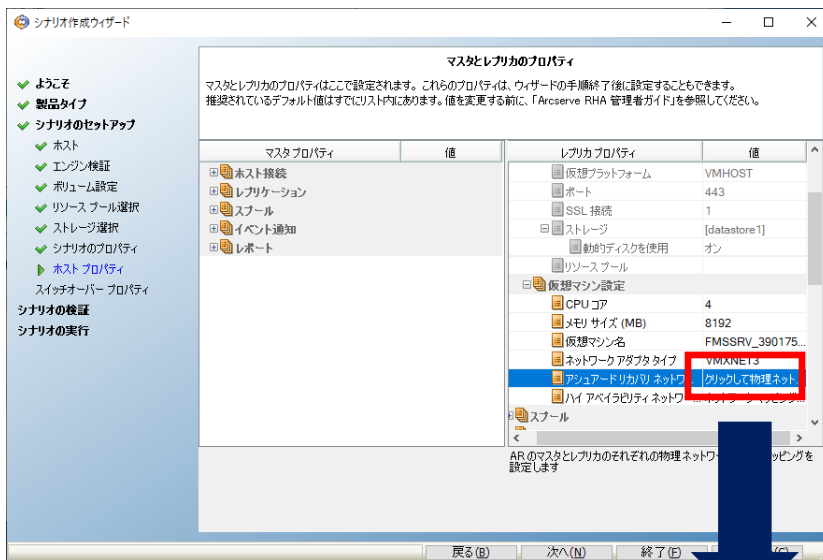 シナリオ作成ウィザード
マスタとレプリカのプロパティ
マスタとレプリカのプロパティはここで設定されます。これらのプロパティは、ウィザードの手順終了後に設定することもできます。
推奨されているデフォルト値はすでにリスト内にあります。値を変更する前に、「Arcserve RHA 管理者ガイド」を参照してください。
ようこそ
製品タイプ
シナリオのセットアップ
ホスト
エンジン検証
ボリューム設定
リソース プール選択
ストレージ選択
シナリオのプロパティ
ホスト プロパティ
スイッチオーバー プロパティ
シナリオの検証
シナリオの実行
マスタ プロパティ 値
ホスト接続
レプリケーション
スプール
イベント通知
レポート
レプリカ プロパティ 値
仮想プラットフォーム VMHOST
ポート 443
SSL 接続 1
ストレージ [datastore1]
動的ディスクを使用 オン
リソース プール
仮想マシン設定
CPU コア 4
メモリ サイズ (MB) 8192
仮想マシン名 FMSSRV_390175...
ネットワーク アダプタ タイプ VMXNET3
アシュアード リカバリ ネットワ... クリックして物理ネット...
ハイ アベイラビリティ ネットワ...
スプール
AR のマスタとレプリカのそれぞれの物理ネットワ ッピングを
設定します
戻る(B) 次へ(N) 終了(F)